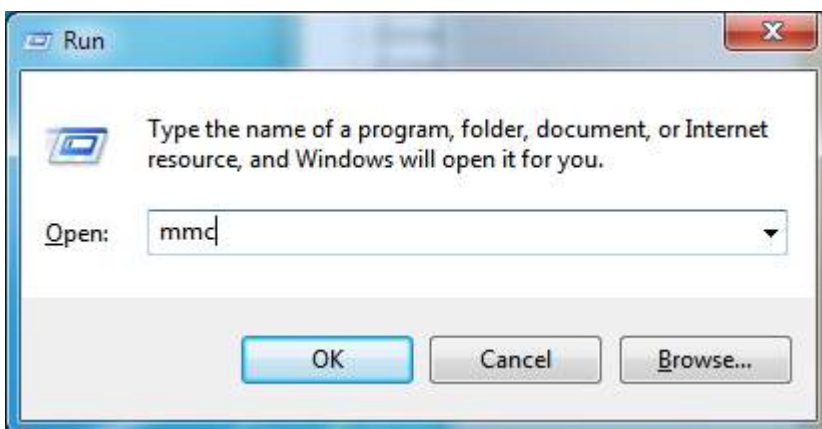 Run
Type the name of a program, folder, document, or Internet
resource, and Windows will open it for you.
Open: mmc
OK Cancel Browse...